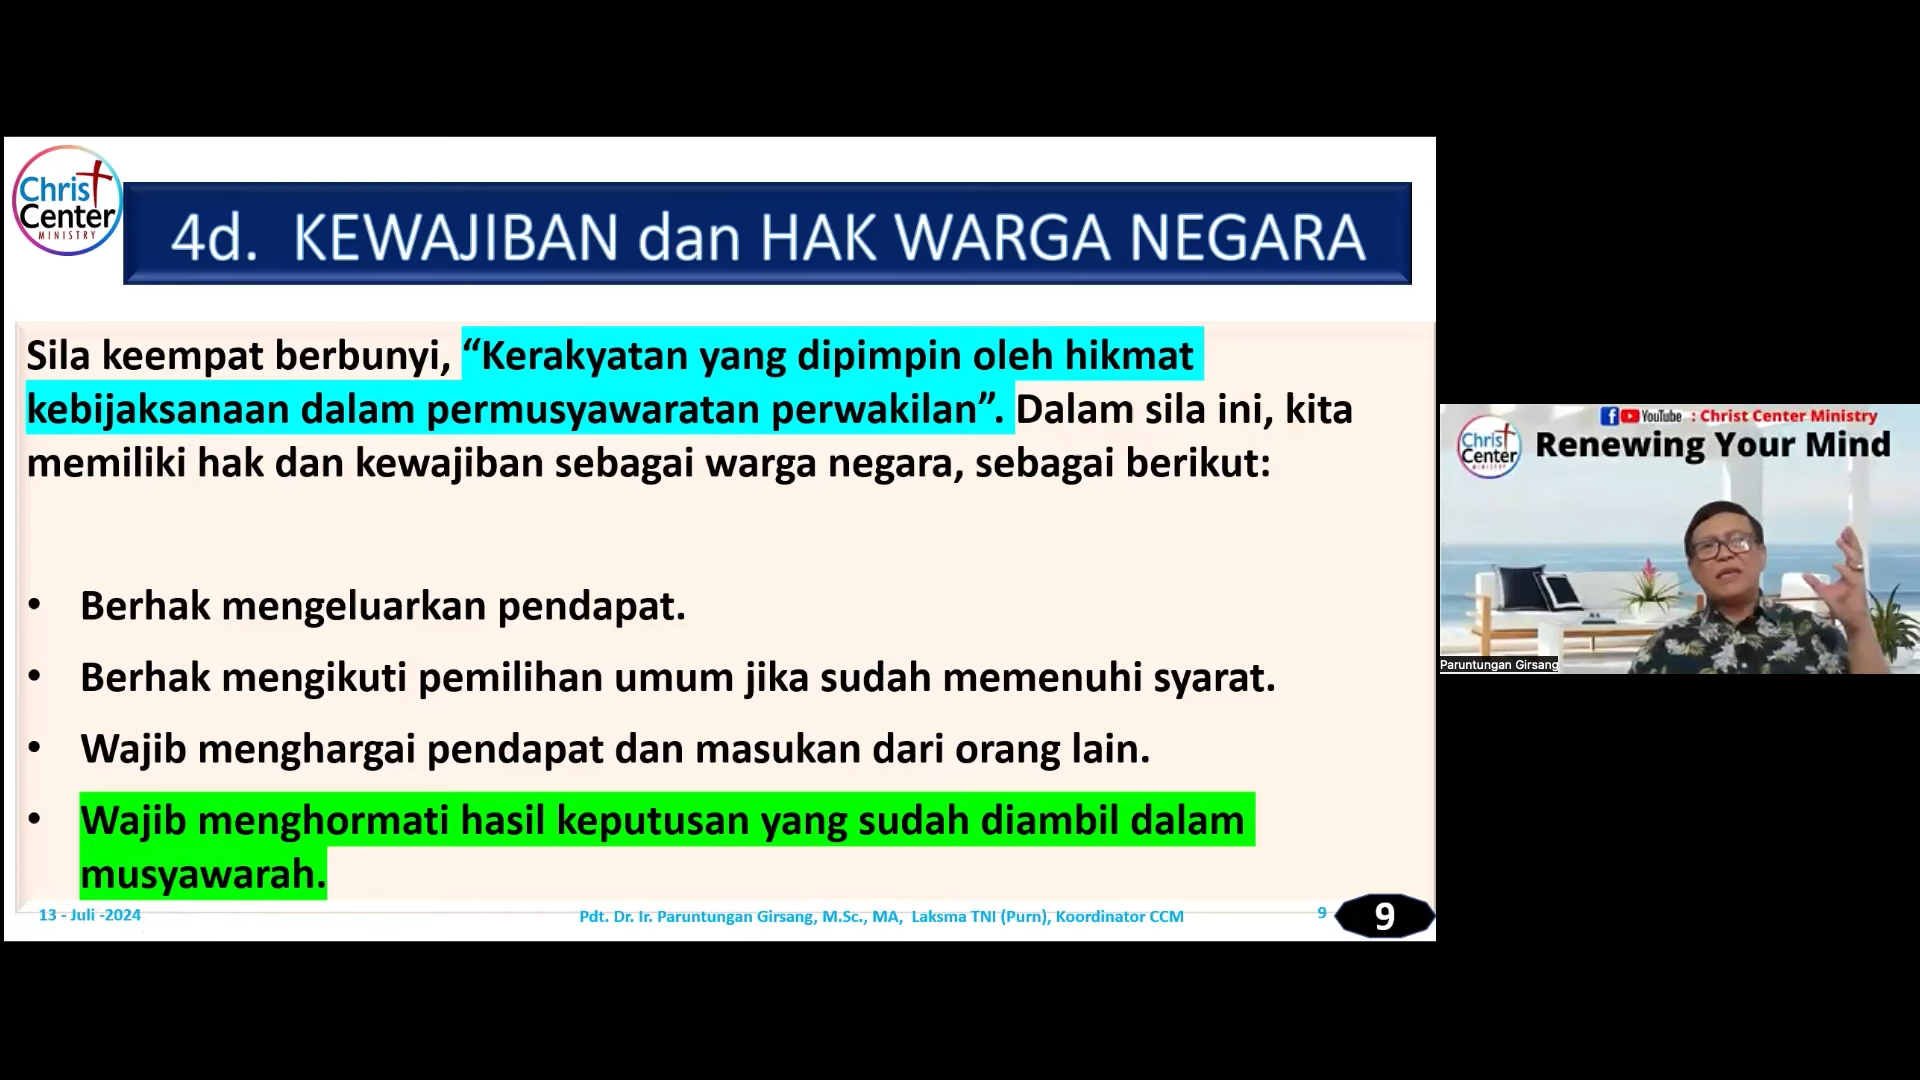 Christ
Center
MINISTRY
4d. KEWAJIBAN dan HAK WARGA NEGARA
Sila keempat berbunyi, “Kerakyatan yang dipimpin oleh hikmat
kebijaksanaan dalam permusyawaratan perwakilan”. Dalam sila ini, kita
memiliki hak dan kewajiban sebagai warga negara, sebagai berikut:
• Berhak mengeluarkan pendapat.
• Berhak mengikuti pemilihan umum jika sudah memenuhi syarat.
• Wajib menghargai pendapat dan masukan dari orang lain.
• Wajib menghormati hasil keputusan yang sudah diambil dalam
musyawarah.
13 - Juli -2024
Pdt. Dr. Ir. Paruntungan Girsang, M.Sc., MA, Laksma TNI (Purn), Koordinator CCM
9
9
YouTube : Christ Center Ministry
Christ
Center
MINISTRY
Renewing Your Mind
Paruntungan Girsang